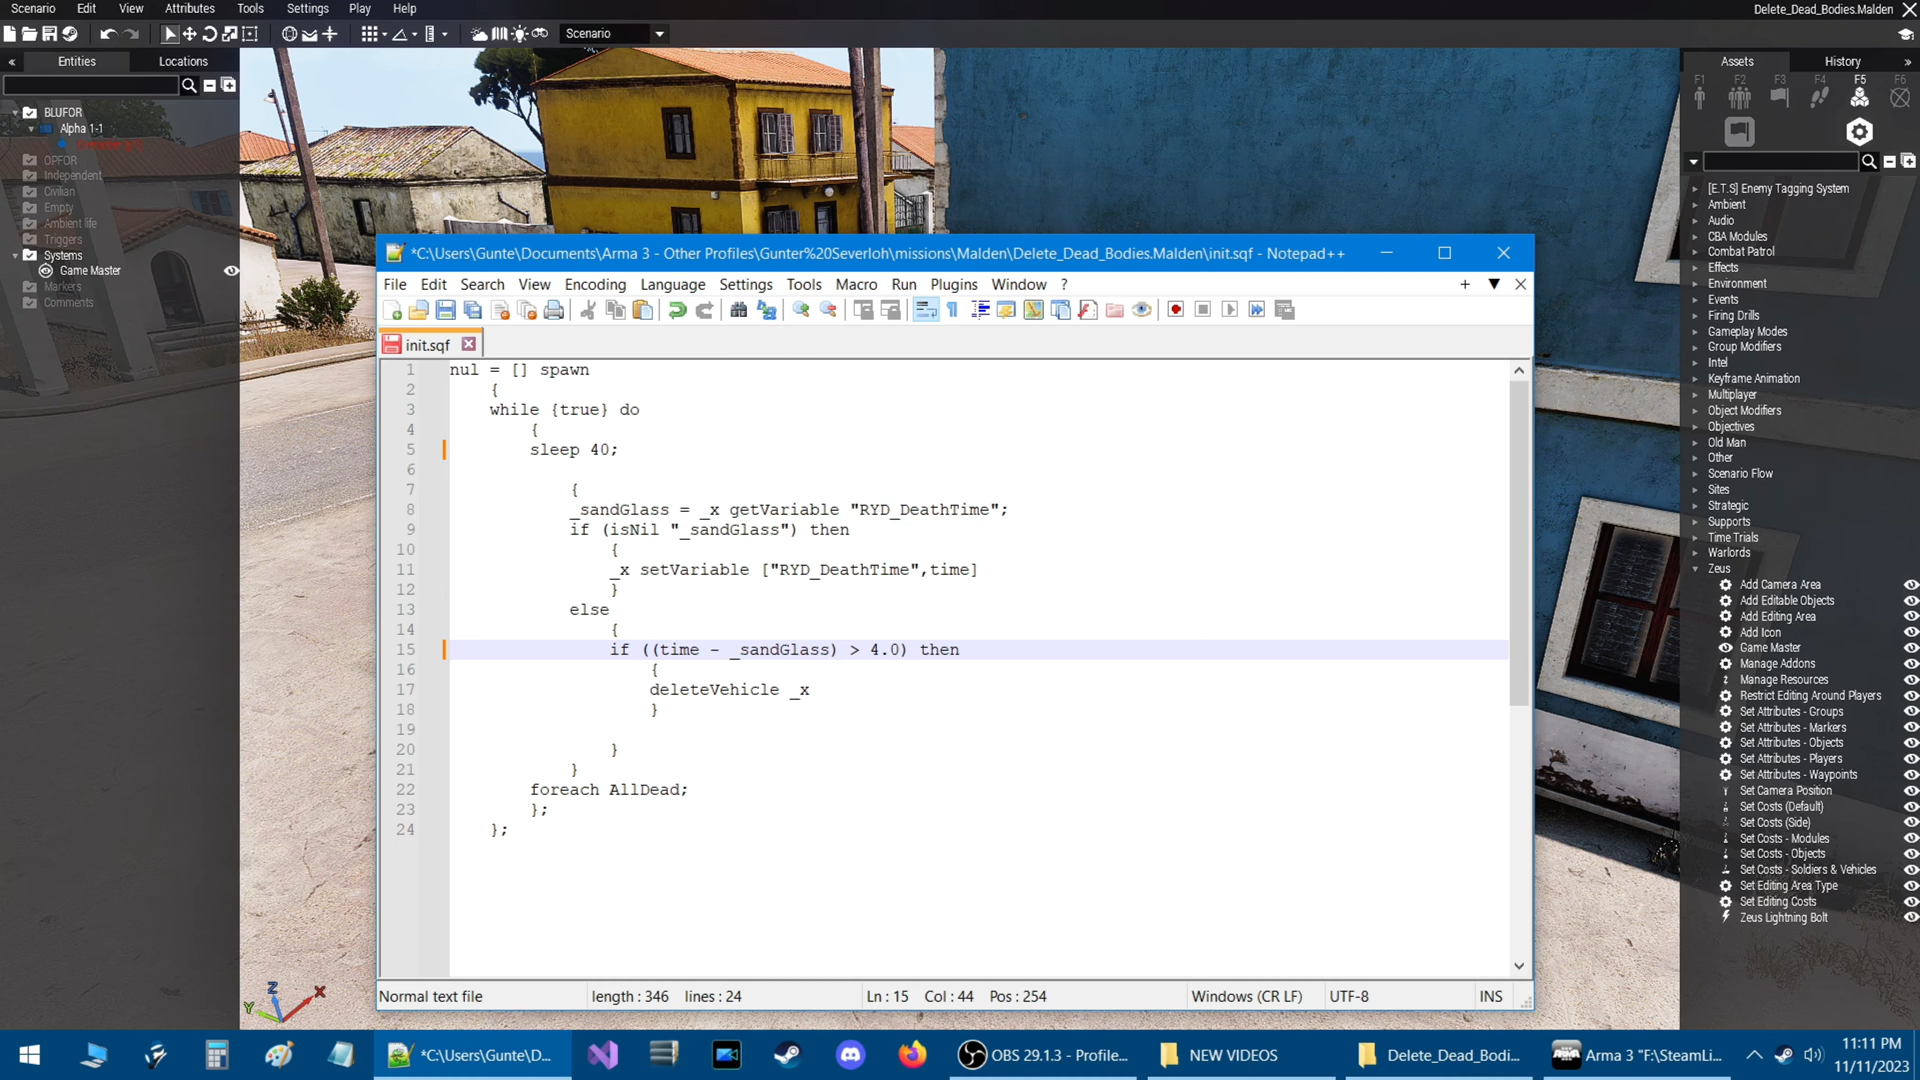 Scenario Edit View Attributes Tools Settings Play Help
Delete_Dead_Bodies.Malden
Scenario
Entities Locations
BLUFOR
Alpha 1-1
OPFOR
Independent
Civilian
Empty
Ambient life
Triggers
Systems
Game Master
Markers
Comments
*C:\Users\Gunte\Documents\Arma 3 - Other Profiles\Gunter%20Severloh\missions\Malden\Delete_Dead_Bodies.Malden\init.sqf - Notepad++
File Edit Search View Encoding Language Settings Tools Macro Run Plugins Window ?
init.sqf
1 nul = [] spawn
2 {
3 while {true} do
4 {
5 sleep 40;
6
7 {
8 _sandGlass = _x getVariable "RYD_DeathTime";
9 if (isNil "_sandGlass") then
10 {
11 _x setVariable ["RYD_DeathTime",time]
12 }
13 else
14 {
15 if ((time - _sandGlass) > 4.0) then
16 {
17 deleteVehicle _x
18 }
19
20 }
21 }
22 foreach AllDead;
23 };
24 };
Normal text file length : 346 lines : 24 Ln : 15 Col : 44 Pos : 254 Windows (CR LF) UTF-8 INS
Assets History
F1 F2 F3 F4 F5 F6
[E.T.S] Enemy Tagging System
Ambient
Audio
CBA Modules
Combat Patrol
Effects
Environment
Events
Firing Drills
Gameplay Modes
Group Modifiers
Intel
Keyframe Animation
Multiplayer
Object Modifiers
Objectives
Old Man
Other
Scenario Flow
Sites
Strategic
Supports
Time Trials
Warlords
Zeus
Add Camera Area
Add Editable Objects
Add Editing Area
Add Icon
Game Master
Manage Addons
Manage Resources
Restrict Editing Around Players
Set Attributes - Groups
Set Attributes - Markers
Set Attributes - Objects
Set Attributes - Players
Set Attributes - Waypoints
Set Camera Position
Set Costs (Default)
Set Costs (Side)
Set Costs - Modules
Set Costs - Objects
Set Costs - Soldiers & Vehicles
Set Editing Area Type
Set Editing Costs
Zeus Lightning Bolt
Z X Y
*C:\Users\Gunte\D... OBS 29.1.3 - Profile... NEW VIDEOS Delete_Dead_Bodi... Arma 3 "F:\SteamLi...
11:11 PM
11/11/2023